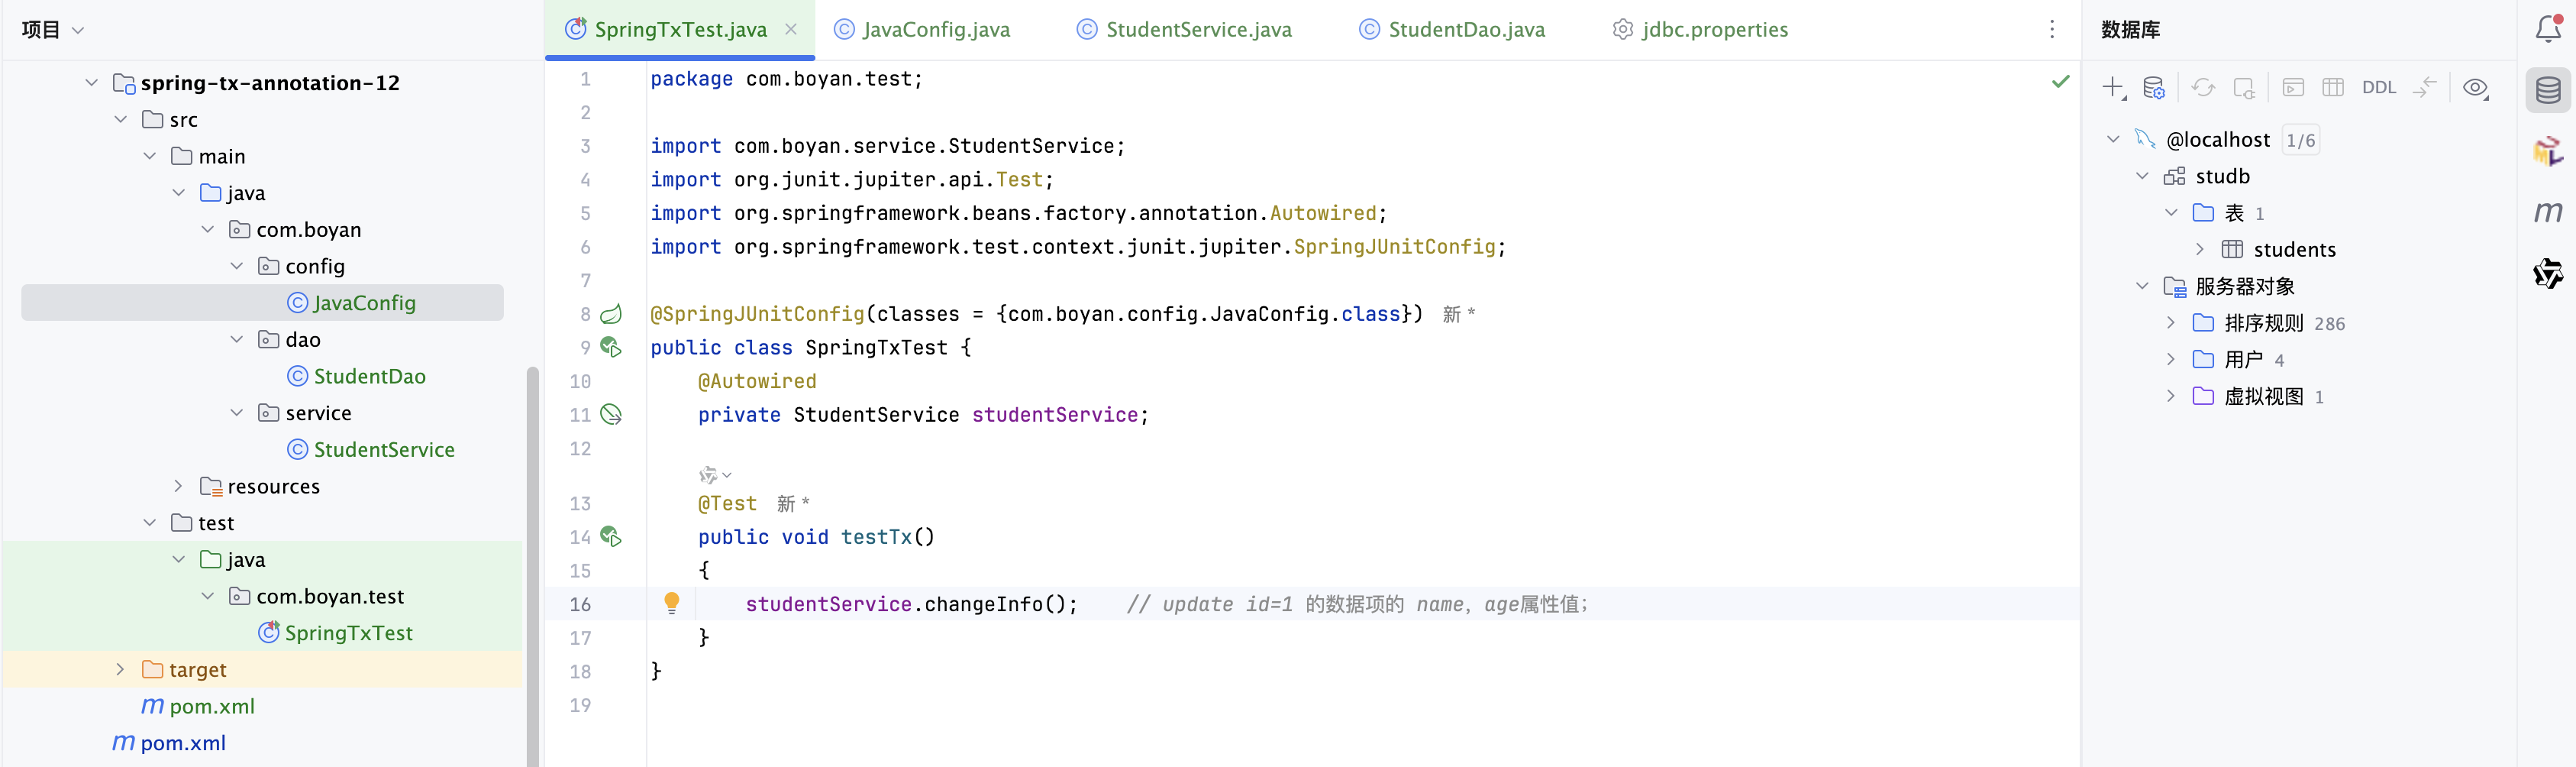 项目
spring-tx-annotation-12
src
main
java
com.boyan
config
JavaConfig
dao
StudentDao
service
StudentService
resources
test
java
com.boyan.test
SpringTxTest
target
pom.xml
pom.xml
SpringTxTest.java
JavaConfig.java
StudentService.java
StudentDao.java
jdbc.properties
1 package com.boyan.test;
2
3 import com.boyan.service.StudentService;
4 import org.junit.jupiter.api.Test;
5 import org.springframework.beans.factory.annotation.Autowired;
6 import org.springframework.test.context.junit.jupiter.SpringJUnitConfig;
7
8 @SpringJUnitConfig(classes = {com.boyan.config.JavaConfig.class}) 新 *
9 public class SpringTxTest {
10 @Autowired
11 private StudentService studentService;
12
13 @Test 新 *
14 public void testTx()
15 {
16 studentService.changeInfo(); // update id=1 的数据项的 name, age属性值;
17 }
18 }
19
数据库
DDL
@localhost 1/6
studb
表 1
students
服务器对象
排序规则 286
用户 4
虚拟视图 1
ML
m